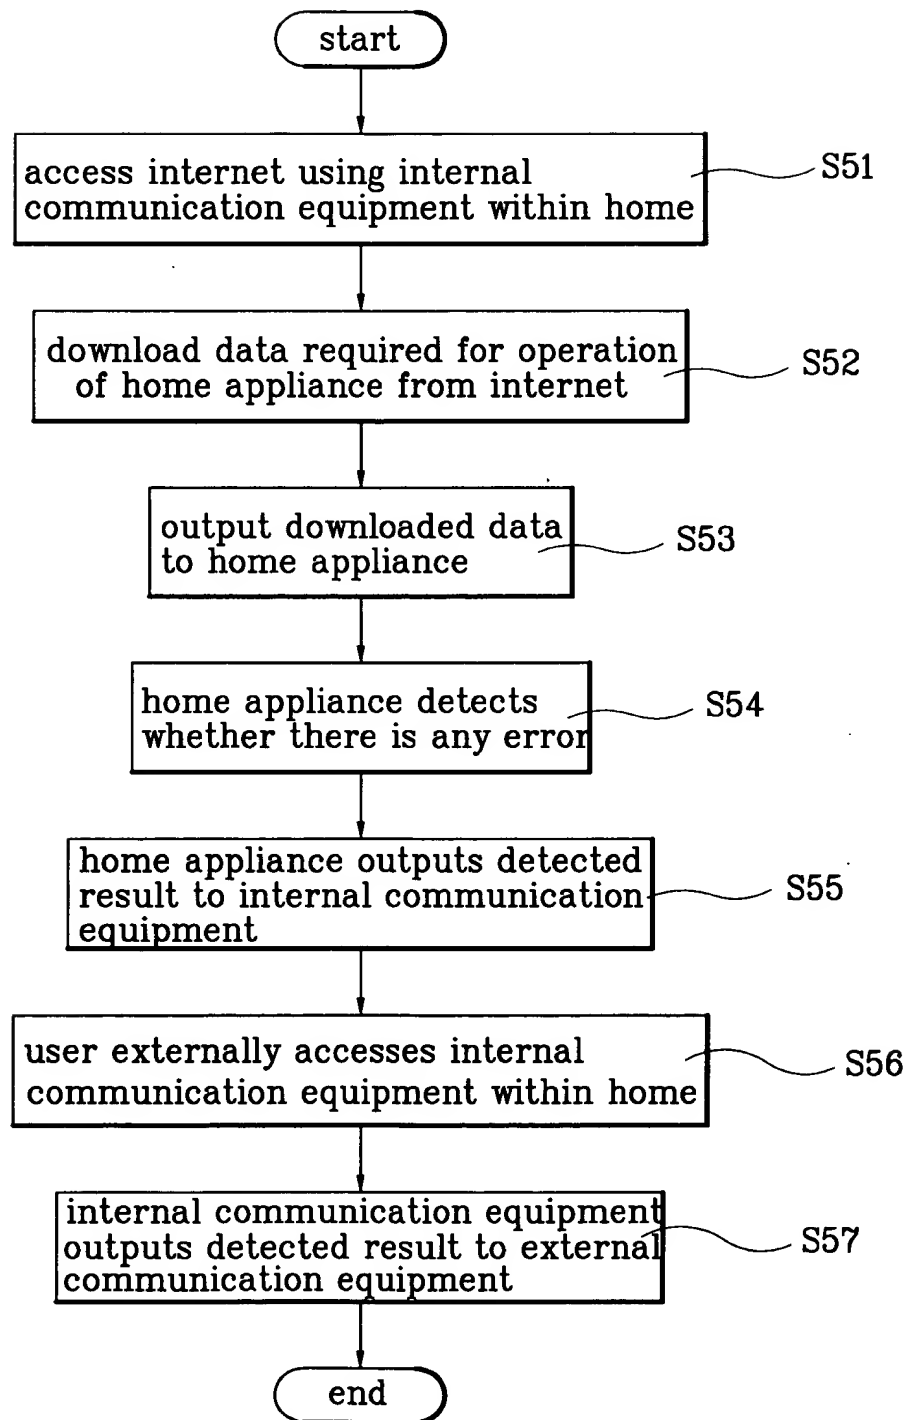 start
access internet using internal
communication equipment within home
S51
download data required for operation
of home appliance from internet
S52
output downloaded data
to home appliance
S53
home appliance detects
whether there is any error
S54
home appliance outputs detected
result to internal communication
equipment
S55
user externally accesses internal
communication equipment within home
S56
internal communication equipment
outputs detected result to external
communication equipment
S57
end